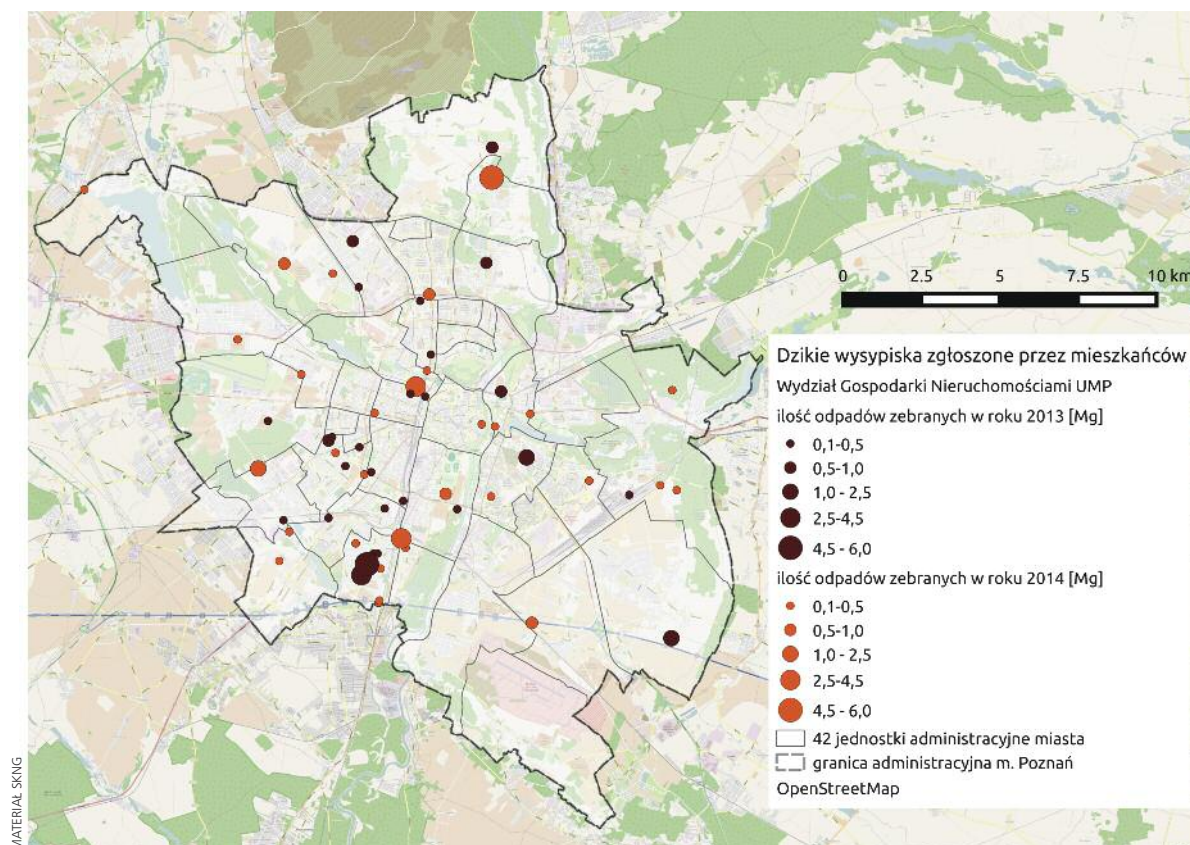 0 2.5 5 7.5 10 km
Dzikie wysypiska zgłoszone przez mieszkańców
Wydział Gospodarki Nieruchomościami UMP
ilość odpadów zebranych w roku 2013 [Mg]
0,1-0,5
0,5-1,0
1,0 - 2,5
2,5-4,5
4,5 - 6,0
ilość odpadów zebranych w roku 2014 [Mg]
0,1-0,5
0,5-1,0
1,0 - 2,5
2,5-4,5
4,5 - 6,0
42 jednostki administracyjne miasta
granica administracyjna m. Poznań
OpenStreetMap
MATERIAŁ SKNG